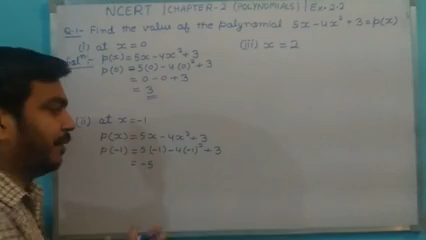 NCERT | CHAPTER-2 (POLYNOMIALS) | Ex-2.2
Q.1- Find the value of the polynomial 5x-4x²+3=p(x)
(i) at x=0
Solⁿ:- p(x)=5x-4x²+3
p(0)=5(0)-4(0)²+3
=0-0+3
=3
(ii) at x=-1
p(x)=5x-4x²+3
p(-1)=5(-1)-4(-1)²+3
=-5
(iii) x=2